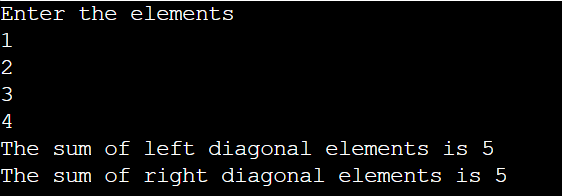 Enter the elements
1
2
3
4
The sum of left diagonal elements is 5
The sum of right diagonal elements is 5